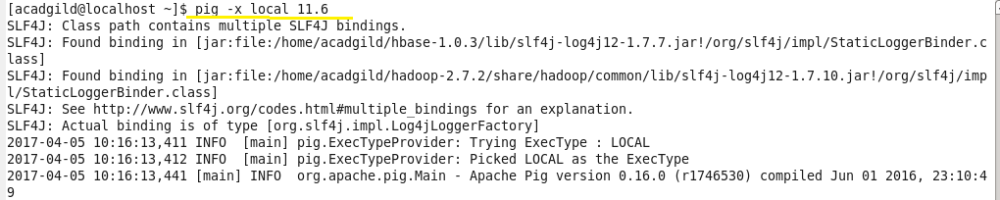 [acadgild@localhost ~]$ pig -x local 11.6
SLF4J: Class path contains multiple SLF4J bindings.
SLF4J: Found binding in [jar:file:/home/acadgild/hbase-1.0.3/lib/slf4j-log4j12-1.7.7.jar!/org/slf4j/impl/StaticLoggerBinder.c
lass]
SLF4J: Found binding in [jar:file:/home/acadgild/hadoop-2.7.2/share/hadoop/common/lib/slf4j-log4j12-1.7.10.jar!/org/slf4j/imp
l/StaticLoggerBinder.class]
SLF4J: See http://www.slf4j.org/codes.html#multiple_bindings for an explanation.
SLF4J: Actual binding is of type [org.slf4j.impl.Log4jLoggerFactory]
2017-04-05 10:16:13,411 INFO  [main] pig.ExecTypeProvider: Trying ExecType : LOCAL
2017-04-05 10:16:13,412 INFO  [main] pig.ExecTypeProvider: Picked LOCAL as the ExecType
2017-04-05 10:16:13,441 [main] INFO  org.apache.pig.Main - Apache Pig version 0.16.0 (r1746530) compiled Jun 01 2016, 23:10:4
9